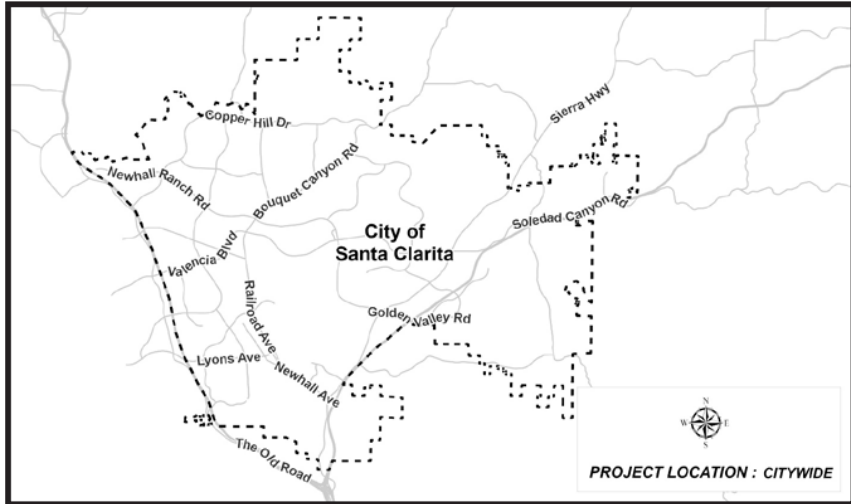 Sierra Hwy
Copper Hill Dr
Newhall Ranch Rd
Bouquet Canyon Rd
Soledad Canyon Rd
City of
Santa Clarita
Valencia Blvd
Railroad Ave
Golden Valley Rd
Lyons Ave
Newhall Ave
The Old Road
N
W
E
S
PROJECT LOCATION : CITYWIDE